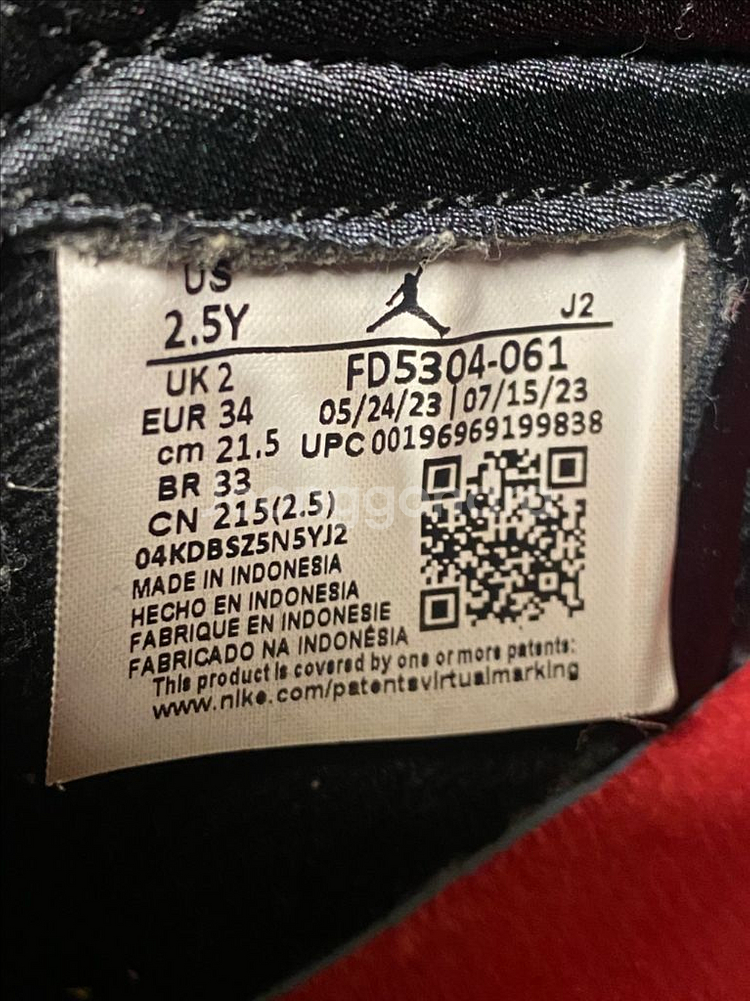 US
2.5Y
J2
UK 2
EUR 34
cm 21.5
BR 33
CN 215(2.5)
FD5304-061
05/24/23 | 07/15/23
UPC 00196969199838
04KDBSZ5N5YJ2
MADE IN INDONESIA
HECHO EN INDONESIA
FABRIQUE EN INDONESIE
FABRICADO NA INDONÉSIA
This product is covered by one or more patents:
www.nike.com/patentsvirtualmarking